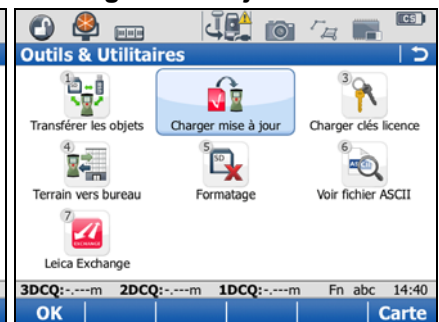 CS
Outils & Utilitaires
1
3
Transférer les objets
Charger mise à jour
Charger clés licence
4
5
SD
6
ASCII
Terrain vers bureau
Formatage
Voir fichier ASCII
7
EXCHANGE
Leica Exchange
3DCQ:-.---m 2DCQ:-.---m 1DCQ:-.---m Fn abc 14:40
OK
Carte